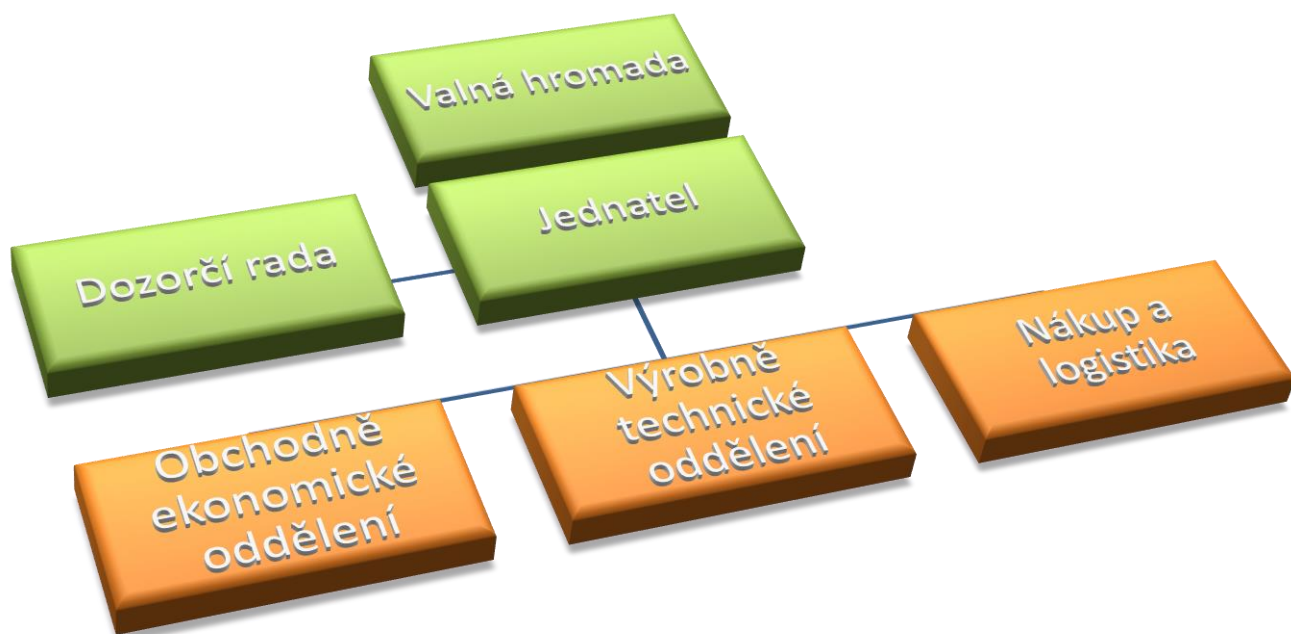 Valná hromada
Jednatel
Dozorčí rada
Nákup a
logistika
Výrobně
technické
oddělení
Obchodně
ekonomické
oddělení